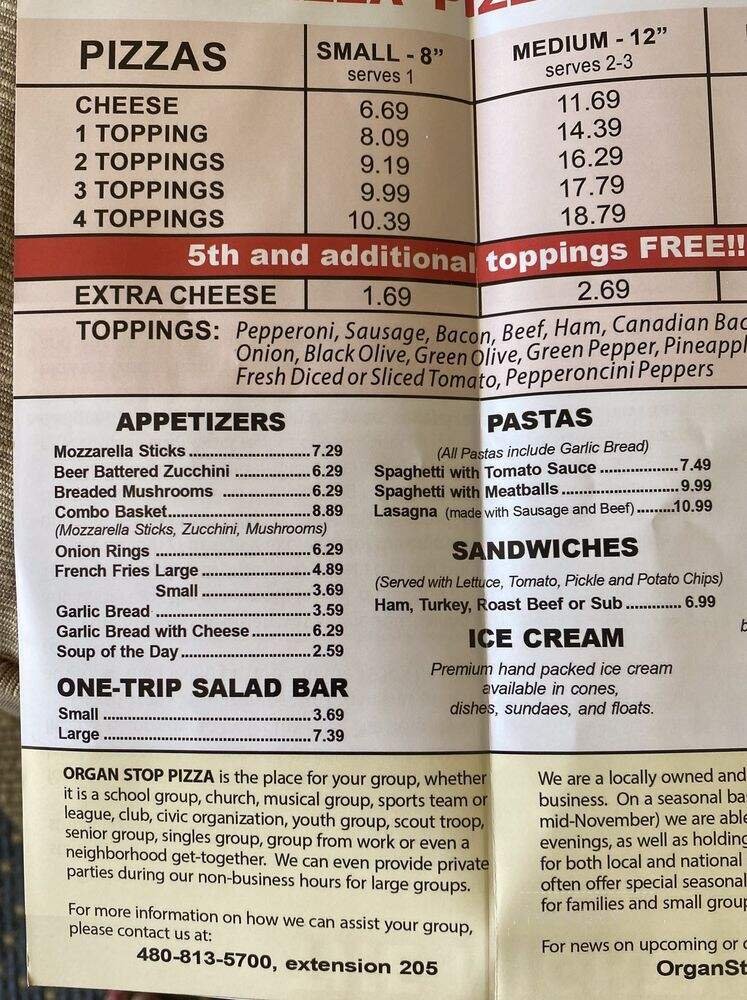 PIZZAS SMALL - 8" MEDIUM - 12"
serves 1 serves 2-3
CHEESE 6.69 11.69
1 TOPPING 8.09 14.39
2 TOPPINGS 9.19 16.29
3 TOPPINGS 9.99 17.79
4 TOPPINGS 10.39 18.79
5th and additional toppings FREE!!
EXTRA CHEESE 1.69 2.69
TOPPINGS: Pepperoni, Sausage, Bacon, Beef, Ham, Canadian
Onion, Black Olive, Green Olive, Green Pepper,
Fresh Diced or Sliced Tomato, Pepperoncini Peppers
APPETIZERS
Mozzarella Sticks ............................7.29
Beer Battered Zucchini ..................6.29
Breaded Mushrooms ....................6.29
Combo Basket.................................8.89
(Mozzarella Sticks, Zucchini, Mushrooms)
Onion Rings ....................................6.29
French Fries Large .........................4.89
Small ..........................3.69
Garlic Bread ....................................3.59
Garlic Bread with Cheese..............6.29
Soup of the Day...............................2.59
ONE-TRIP SALAD BAR
Small ................................................3.69
Large ................................................7.39
PASTAS
(All Pastas include Garlic Bread)
Spaghetti with Tomato Sauce ..................7.49
Spaghetti with Meatballs ...........................9.99
Lasagna (made with Sausage and Beef).........10.99
SANDWICHES
(Served with Lettuce, Tomato, Pickle and Potato Chips)
Ham, Turkey, Roast Beef or Sub ............. 6.99
ICE CREAM
Premium hand packed ice cream
available in cones,
dishes, sundaes, and floats.
ORGAN STOP PIZZA is the place for your group, whether
it is a school group, church, musical group, sports team or
league, club, civic organization, youth group, scout troop,
senior group, singles group, group from work or even a
neighborhood get-together. We can even provide private
parties during our non-business hours for large groups.
For more information on how we can assist your group,
please contact us at:
480-813-5700, extension 205
We are a locally owned and
business. On a seasonal
mid-November) we are
evenings, as well as
for both local and national
often offer special seasonal
for families and small
For news on upcoming or